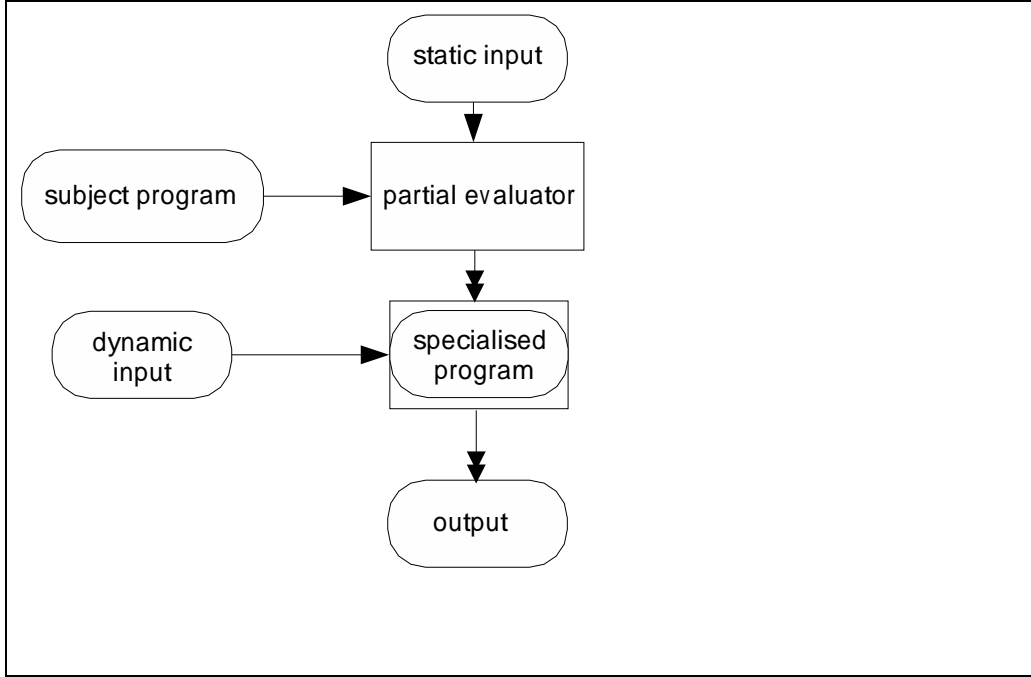 static input
subject program
partial evaluator
dynamic
input
specialised
program
output